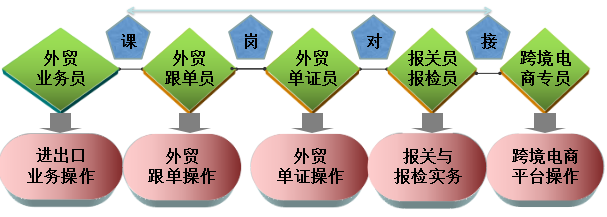 课 岗 对 接
外贸
业务员
外贸
跟单员
外贸
单证员
报关员
报检员
跨境电
商专员
进出口
业务操作
外贸
跟单操作
外贸
单证操作
报关与
报检实务
跨境电商
平台操作